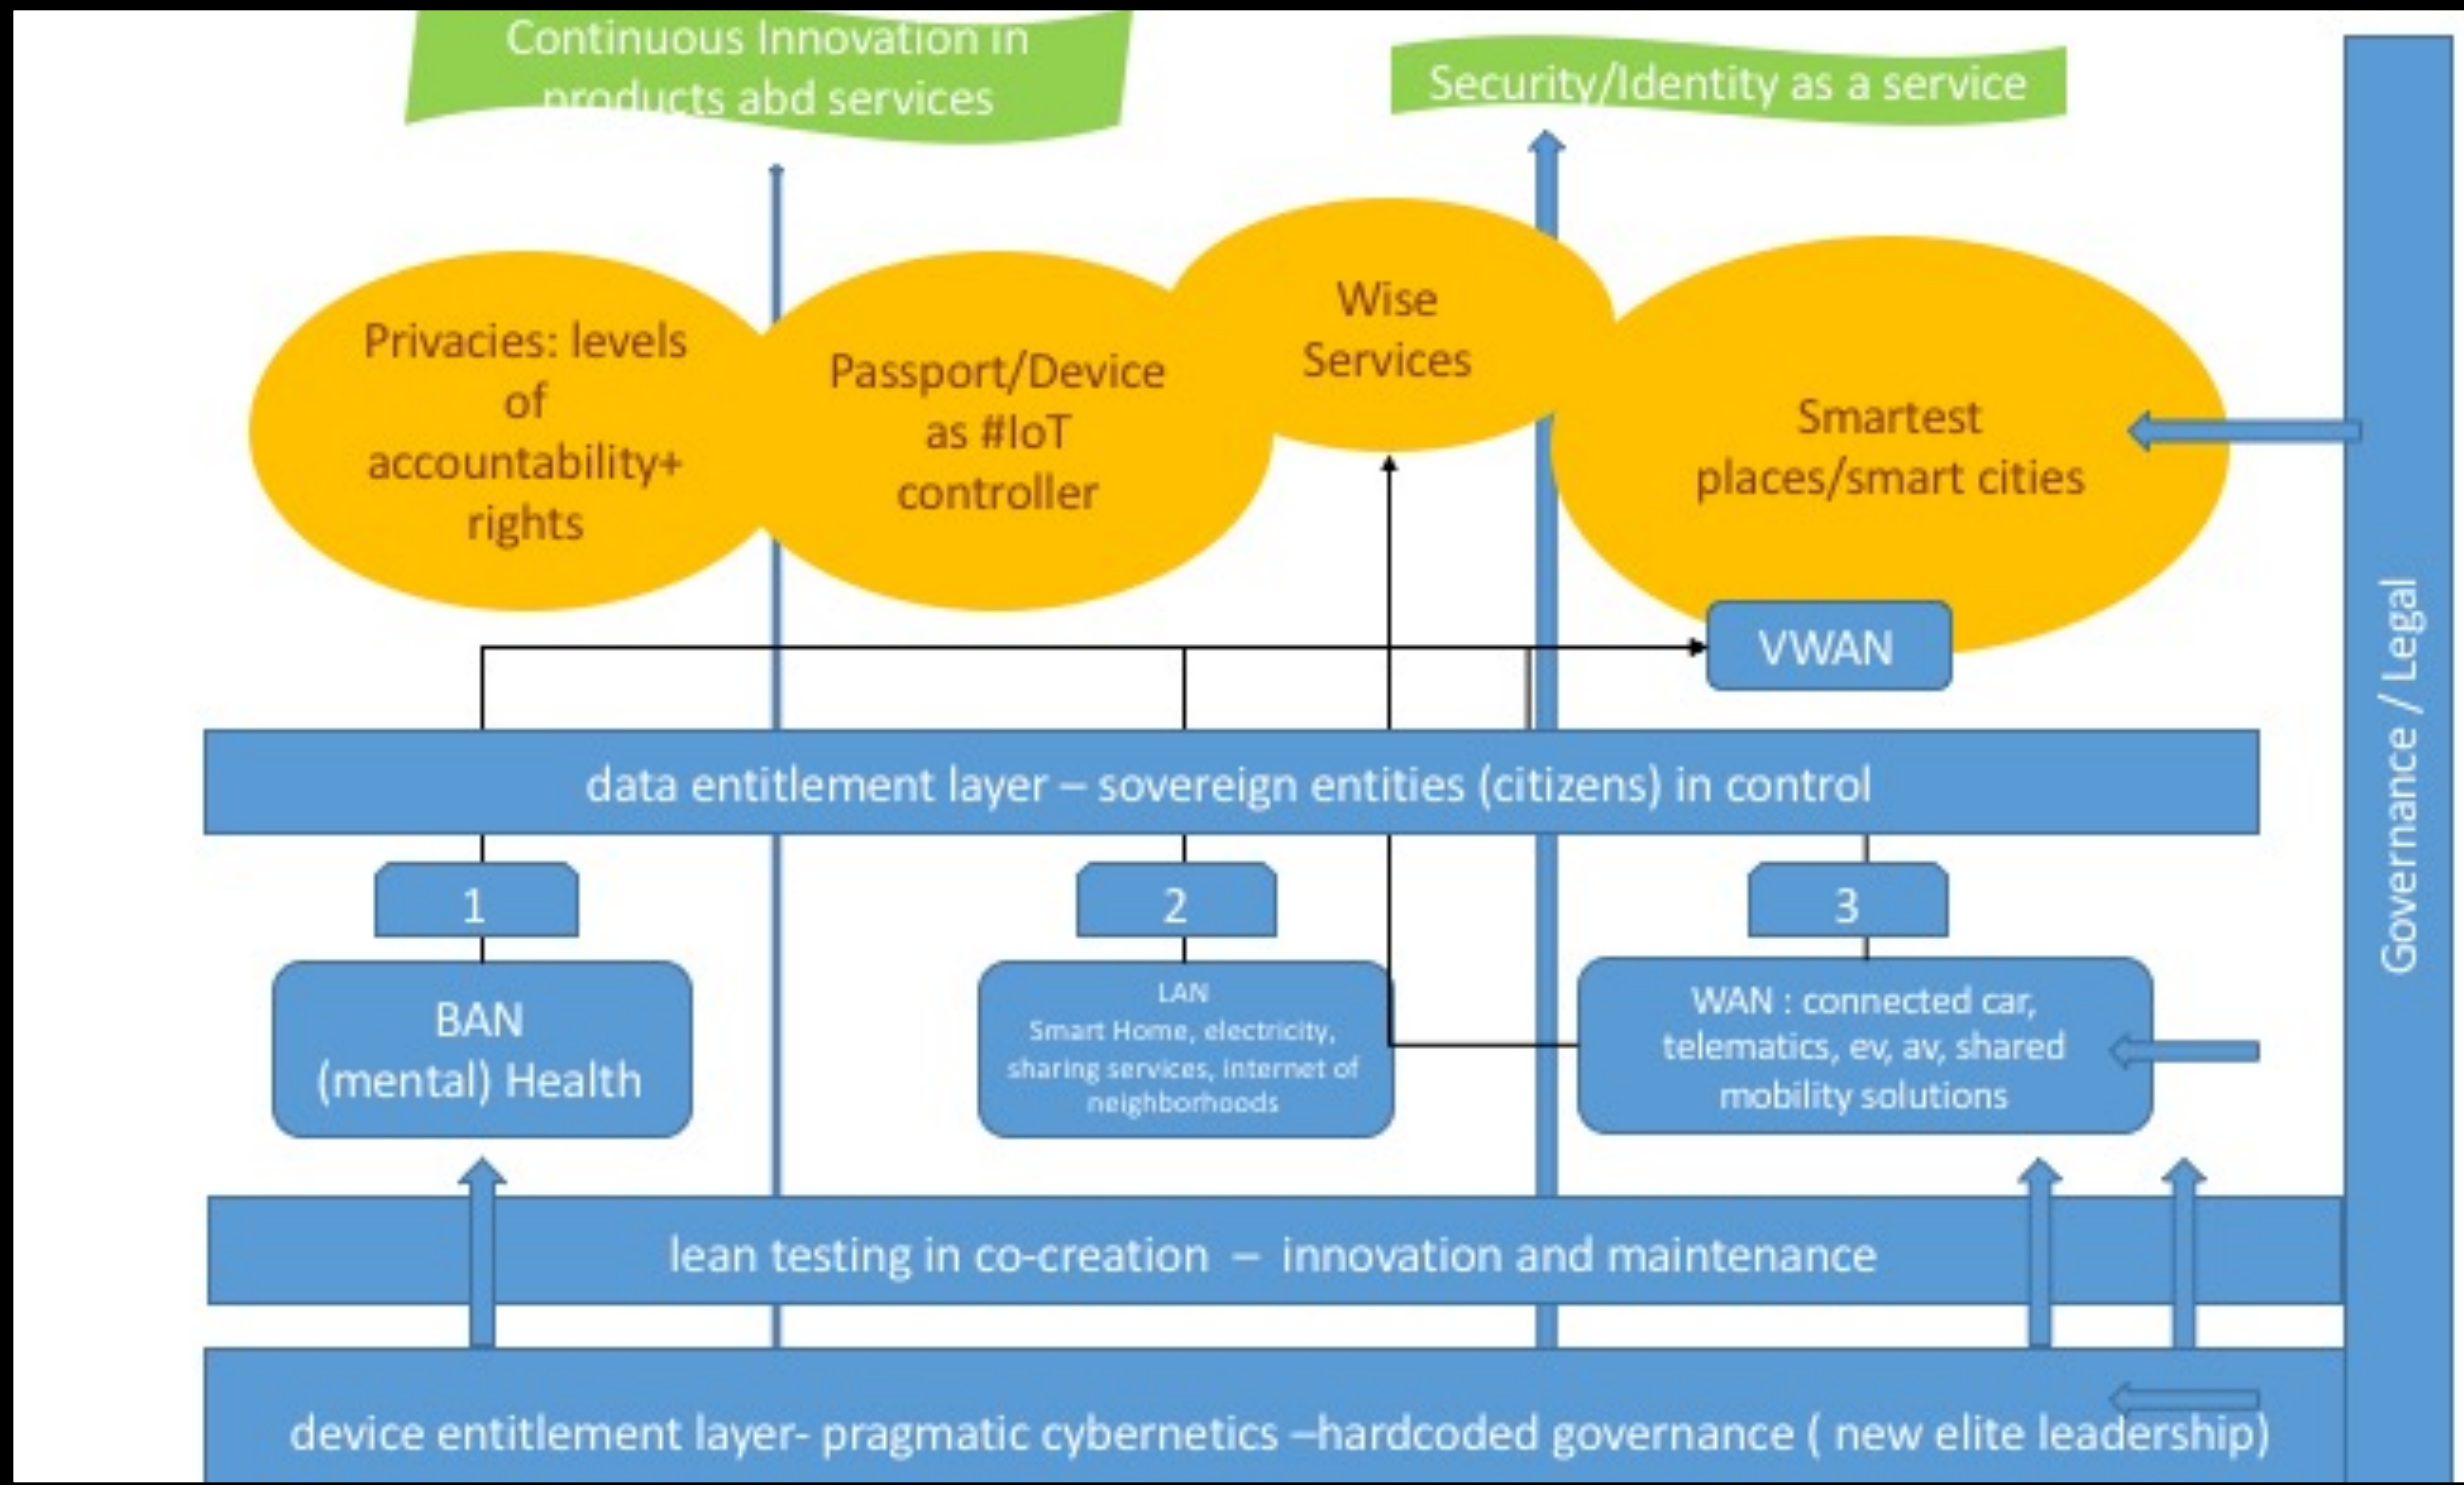 Continuous Innovation in
products abd services
Security/Identity as a service
Privacies: levels
of
accountability+
rights
Passport/Device
as #IoT
controller
Wise
Services
Smartest
places/smart cities
VWAN
Governance / Legal
data entitlement layer – sovereign entities (citizens) in control
1
2
3
BAN
(mental) Health
LAN
Smart Home, electricity,
sharing services, internet of
neighborhoods
WAN : connected car,
telematics, ev, av, shared
mobility solutions
lean testing in co-creation – innovation and maintenance
device entitlement layer- pragmatic cybernetics –hardcoded governance ( new elite leadership)